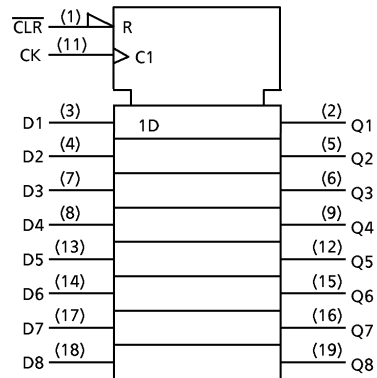 CLR (1) R
CK (11) C1
D1 (3) 1D (2) Q1
D2 (4) (5) Q2
D3 (7) (6) Q3
D4 (8) (9) Q4
D5 (13) (12) Q5
D6 (14) (15) Q6
D7 (17) (16) Q7
D8 (18) (19) Q8